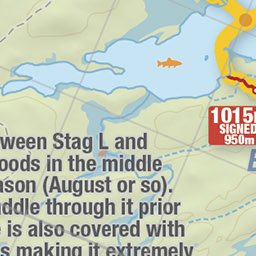 1015m
SIGNED
950m
ween Stag L and
oods in the middle
ason (August or so).
ddle through it prior
is also covered with
s making it extremely